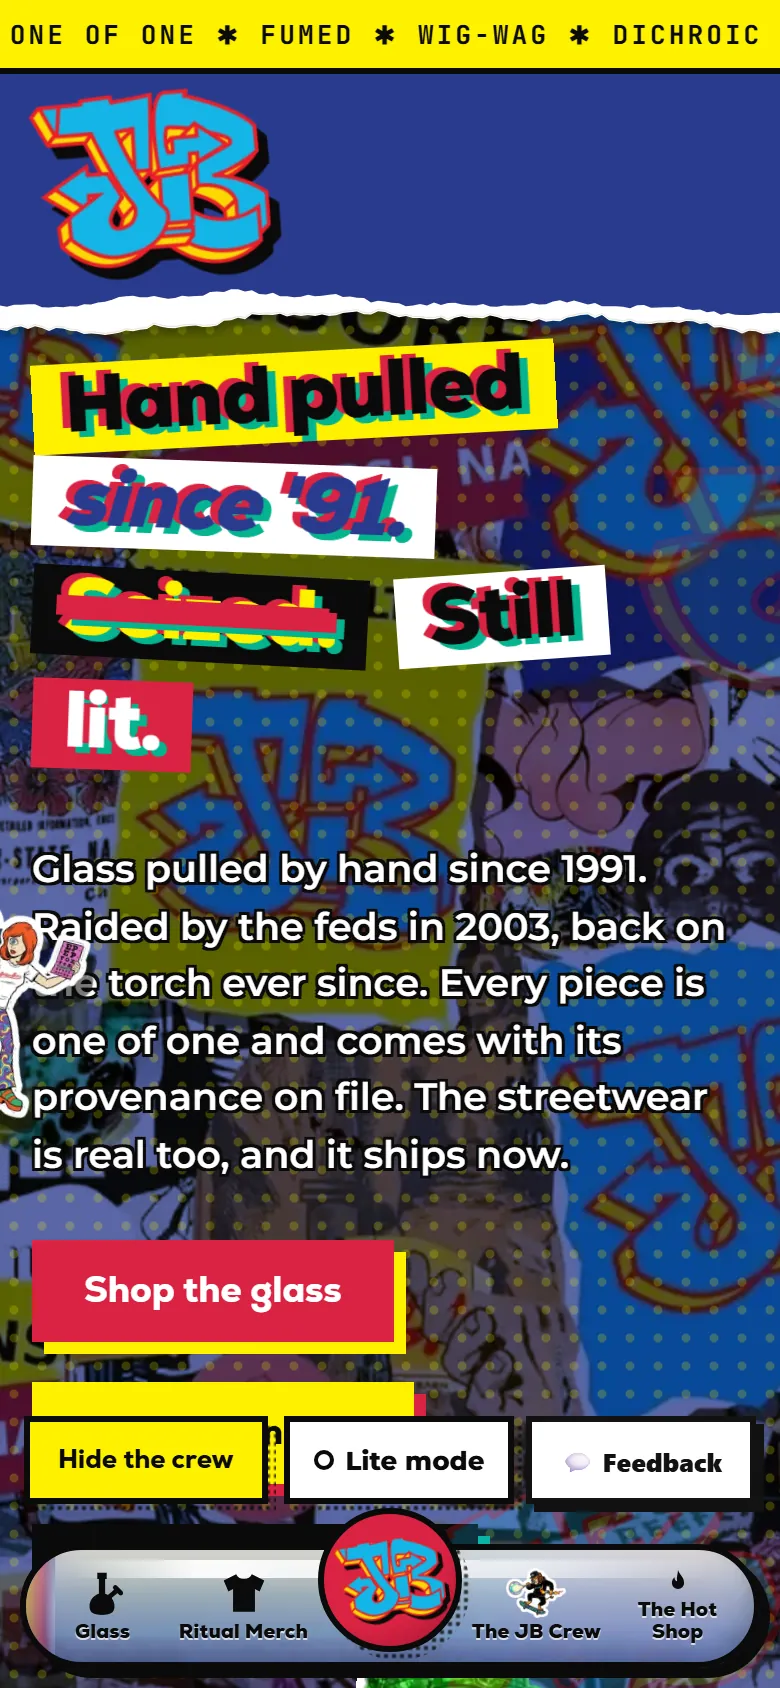 ONE OF ONE ✱ FUMED ✱ WIG-WAG ✱ DICHROIC
JB
Hand pulled
since '91.
Seized. Still
lit.
Glass pulled by hand since 1991.
Raided by the feds in 2003, back on
the torch ever since. Every piece is
one of one and comes with its
provenance on file. The streetwear
is real too, and it ships now.
Shop the glass
Hide the crew
Lite mode
Feedback
Glass
Ritual Merch
JB
The JB Crew
The Hot
Shop